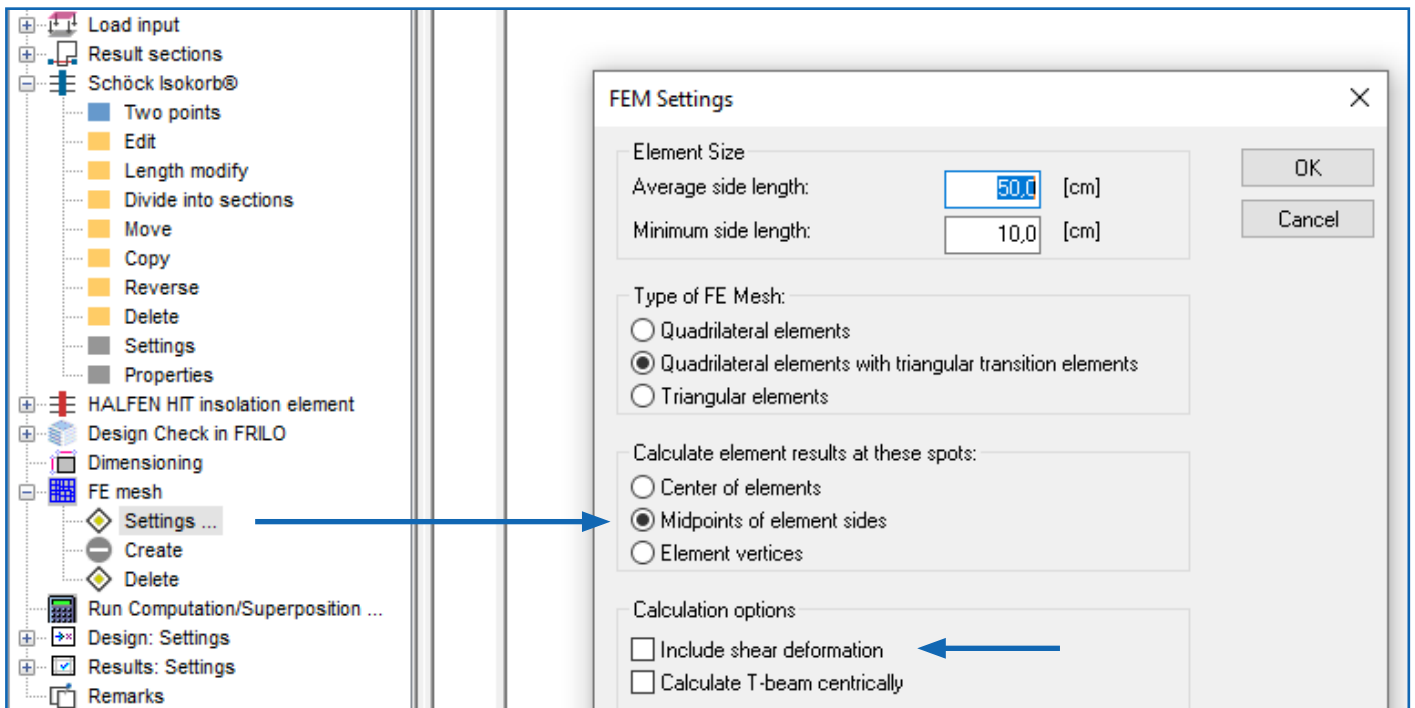 Load input
Result sections
Schöck Isokorb®
Two points
Edit
Length modify
Divide into sections
Move
Copy
Reverse
Delete
Settings
Properties
HALFEN HIT insolation element
Design Check in FRILO
Dimensioning
FE mesh
Settings ...
Create
Delete
Run Computation/Superposition ...
Design: Settings
Results: Settings
Remarks
FEM Settings
Element Size
Average side length: 50,0 [cm]
Minimum side length: 10,0 [cm]
OK
Cancel
Type of FE Mesh:
Quadrilateral elements
Quadrilateral elements with triangular transition elements
Triangular elements
Calculate element results at these spots:
Center of elements
Midpoints of element sides
Element vertices
Calculation options
Include shear deformation
Calculate T-beam centrically